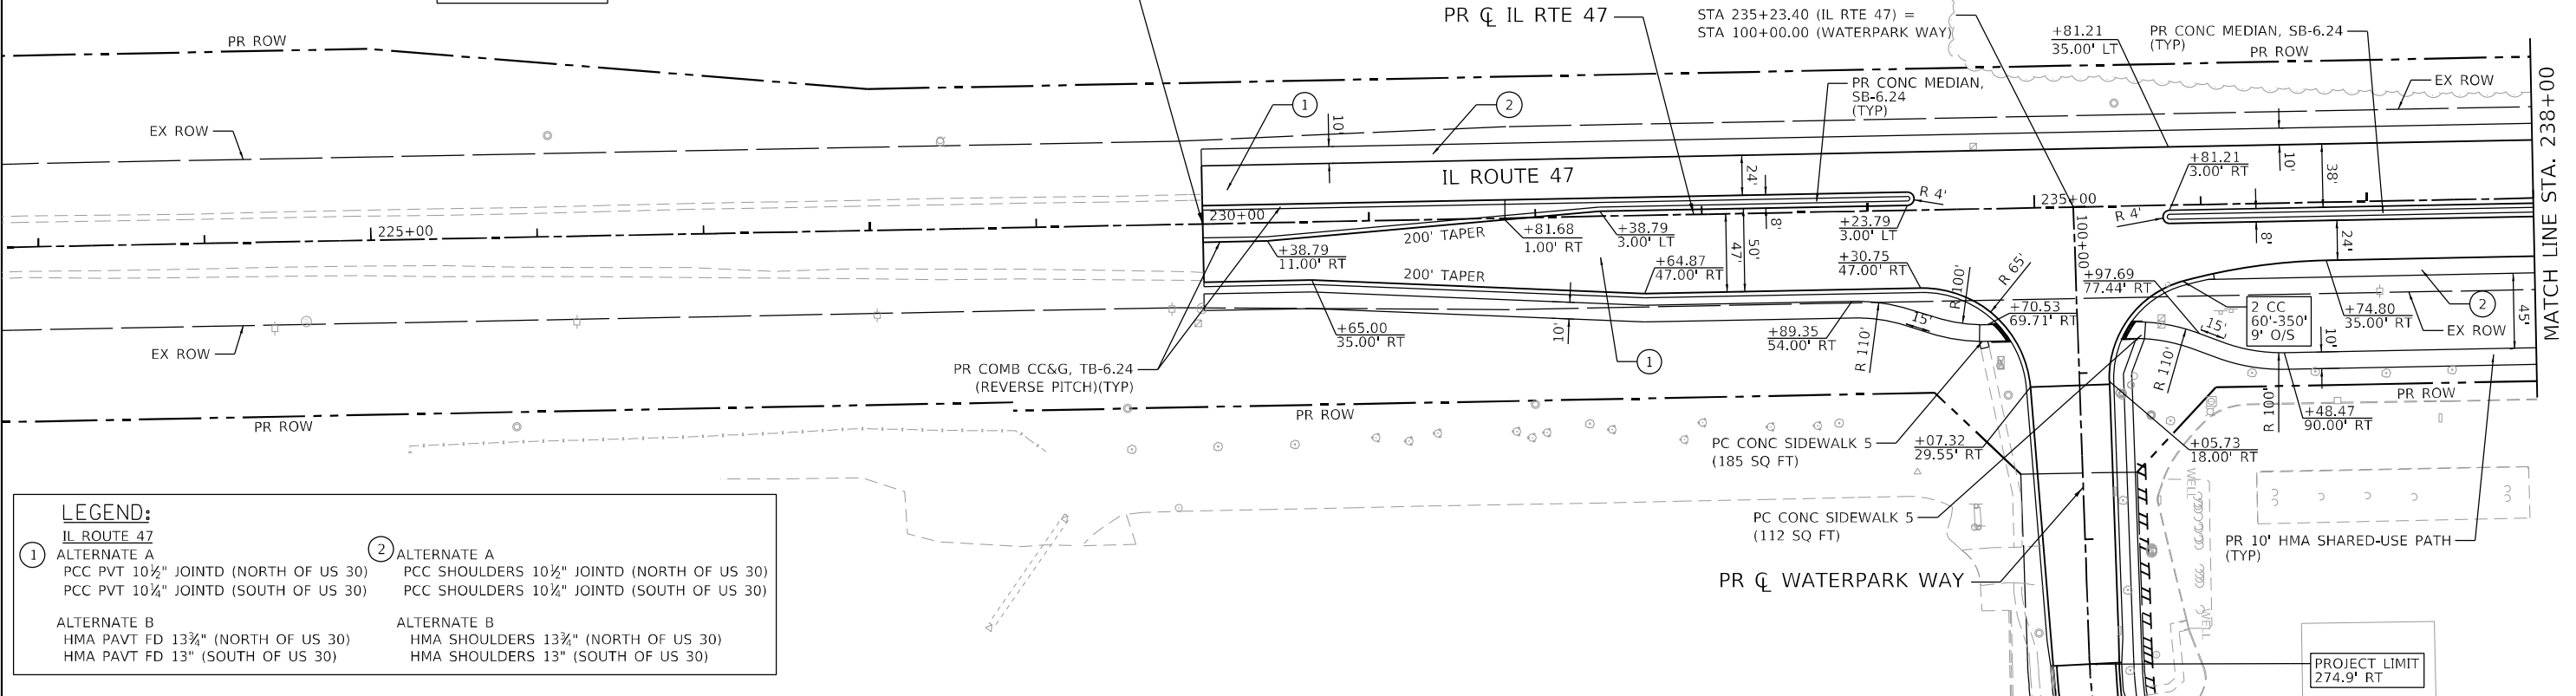 PR ROW
EX ROW
225+00
EX ROW
PR ROW
PR ℄ IL RTE 47
STA 235+23.40 (IL RTE 47) =
STA 100+00.00 (WATERPARK WAY)
+81.21
35.00' LT
PR CONC MEDIAN, SB-6.24
(TYP)
PR ROW
EX ROW
PR CONC MEDIAN,
SB-6.24
(TYP)
1
2
10'
IL ROUTE 47
24'
R 4'
230+00
235+00
100+00
+81.21
3.00' RT
R 4'
10'
38'
8'
24'
MATCH LINE STA. 238+00
+38.79
11.00' RT
200' TAPER
+81.68
1.00' RT
+38.79
3.00' LT
8'
47'
50'
+23.79
3.00' LT
200' TAPER
+64.87
47.00' RT
+30.75
47.00' RT
R 100'
R 65'
+97.69
77.44' RT
+70.53
69.71' RT
2 CC
60'-350'
9' O/S
+74.80
35.00' RT
2
EX ROW
45'
+65.00
35.00' RT
10'
1
+89.35
54.00' RT
15'
R 110'
15'
R 110'
10'
R 100'
PR COMB CC&G, TB-6.24
(REVERSE PITCH)(TYP)
PR ROW
PR ROW
PC CONC SIDEWALK 5
(185 SQ FT)
+07.32
29.55' RT
+48.47
90.00' RT
+05.73
18.00' RT
WELL
PC CONC SIDEWALK 5
(112 SQ FT)
PR 10' HMA SHARED-USE PATH
(TYP)
PR ℄ WATERPARK WAY
WELL
PROJECT LIMIT
274.9' RT
LEGEND:
IL ROUTE 47
1
ALTERNATE A
PCC PVT 10½" JOINTD (NORTH OF US 30)
PCC PVT 10¼" JOINTD (SOUTH OF US 30)
ALTERNATE B
HMA PAVT FD 13¾" (NORTH OF US 30)
HMA PAVT FD 13" (SOUTH OF US 30)
2
ALTERNATE A
PCC SHOULDERS 10½" JOINTD (NORTH OF US 30)
PCC SHOULDERS 10¼" JOINTD (SOUTH OF US 30)
ALTERNATE B
HMA SHOULDERS 13¾" (NORTH OF US 30)
HMA SHOULDERS 13" (SOUTH OF US 30)